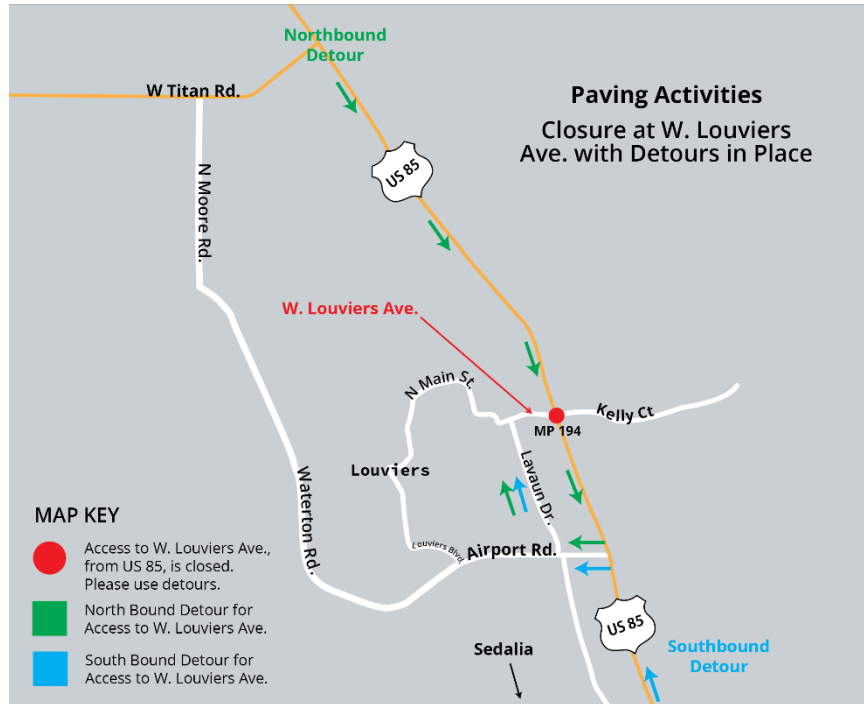 Northbound
Detour
W Titan Rd.
Paving Activities
Closure at W. Louviers
Ave. with Detours in Place
US 85
N Moore Rd.
W. Louviers Ave.
N Main St.
Kelly Ct
MP 194
Louviers
Lavaun Dr.
Waterton Rd.
Louviers Blvd.
Airport Rd.
MAP KEY
Access to W. Louviers Ave.,
from US 85, is closed.
Please use detours.
North Bound Detour for
Access to W. Louviers Ave.
South Bound Detour for
Access to W. Louviers Ave.
US 85
Sedalia
Southbound
Detour